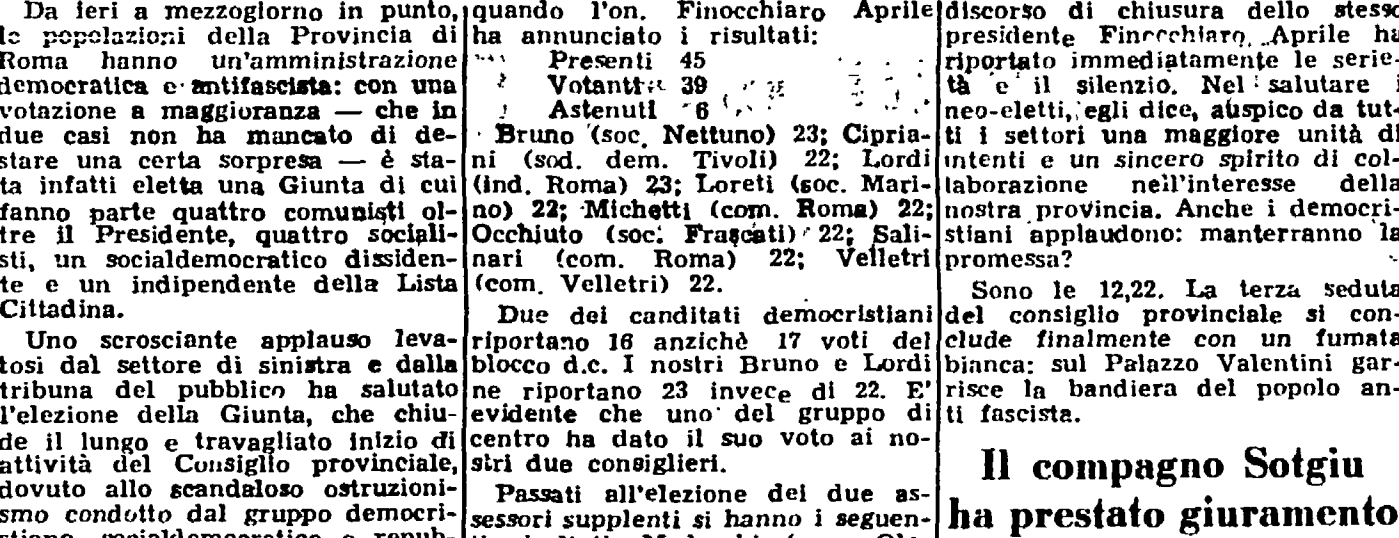 Da ieri a mezzogiorno in punto,
le popolazioni della Provincia di
Roma hanno un'amministrazione
democratica e antifascista: con una
votazione a maggioranza — che in
due casi non ha mancato di de-
stare una certa sorpresa — è sta-
ta infatti eletta una Giunta di cui
fanno parte quattro comunisti ol-
tre il Presidente, quattro sociali-
sti, un socialdemocratico dissiden-
te e un indipendente della Lista
Cittadina.
Uno scrosciante applauso leva-
tosi dal settore di sinistra e dalla
tribuna del pubblico ha salutato
l'elezione della Giunta, che chiu-
de il lungo e travagliato inizio di
attività del Consiglio provinciale,
dovuto allo scandaloso ostruzioni-
smo condotto dal gruppo democri-
quando l'on. Finocchiaro Aprile
ha annunciato i risultati:
Presenti 45
Votanti 39
Astenuti 6
Bruno (soc. Nettuno) 23; Cipria-
ni (sod. dem. Tivoli) 22; Lordi
(ind. Roma) 23; Loreti (soc. Mari-
no) 22; Michetti (com. Roma) 22;
Occhiuto (soc. Frascati) 22; Sali-
nari (com. Roma) 22; Velletri
(com. Velletri) 22.
Due dei canditati democristiani
riportano 16 anzichè 17 voti del
blocco d.c. I nostri Bruno e Lordi
ne riportano 23 invece di 22. E'
evidente che uno del gruppo di
centro ha dato il suo voto ai no-
stri due consiglieri.
Passati all'elezione dei due as-
sessori supplenti si hanno i seguen-
discorso di chiusura dello stesso
presidente Finocchiaro Aprile ha
riportato immediatamente le serie-
tà e il silenzio. Nel salutare i
neo-eletti, egli dice, auspico da tut-
ti i settori una maggiore unità di
intenti e un sincero spirito di col-
laborazione nell'interesse della
nostra provincia. Anche i democri-
stiani applaudono: manterranno la
promessa?
Sono le 12,22. La terza seduta
del consiglio provinciale si con-
clude finalmente con un fumata
bianca: sul Palazzo Valentini gar-
risce la bandiera del popolo an-
ti fascista.
Il compagno Sotgiu
ha prestato giuramento